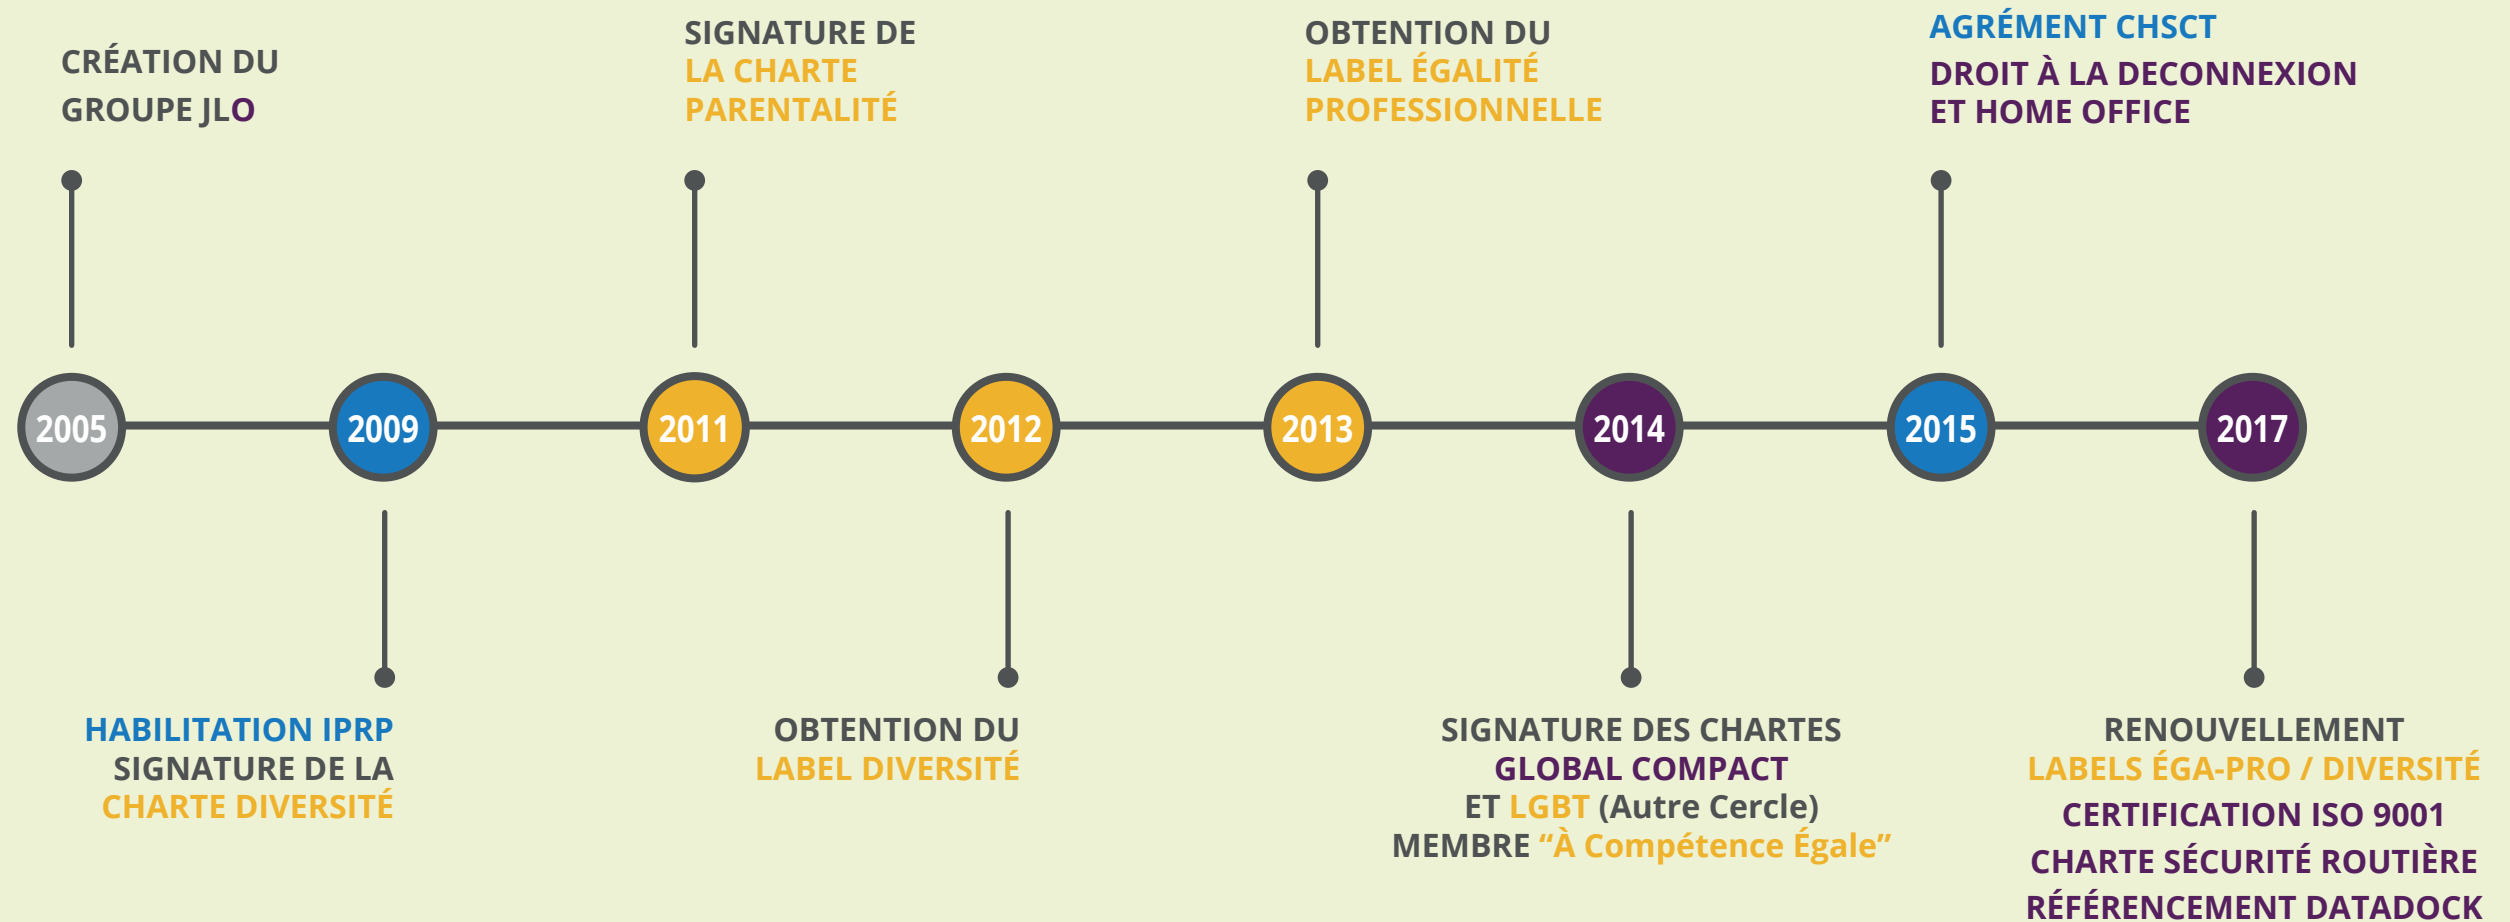 CRÉATION DU
GROUPE JLO
SIGNATURE DE
LA CHARTE
PARENTALITÉ
OBTENTION DU
LABEL ÉGALITÉ
PROFESSIONNELLE
AGRÉMENT CHSCT
DROIT À LA DECONNEXION
ET HOME OFFICE
2005
2009
2011
2012
2013
2014
2015
2017
HABILITATION IPRP
SIGNATURE DE LA
CHARTE DIVERSITÉ
OBTENTION DU
LABEL DIVERSITÉ
SIGNATURE DES CHARTES
GLOBAL COMPACT
ET LGBT (Autre Cercle)
MEMBRE “À Compétence Égale”
RENOUVELLEMENT
LABELS ÉGA-PRO / DIVERSITÉ
CERTIFICATION ISO 9001
CHARTE SÉCURITÉ ROUTIÈRE
RÉFÉRENCEMENT DATADOCK